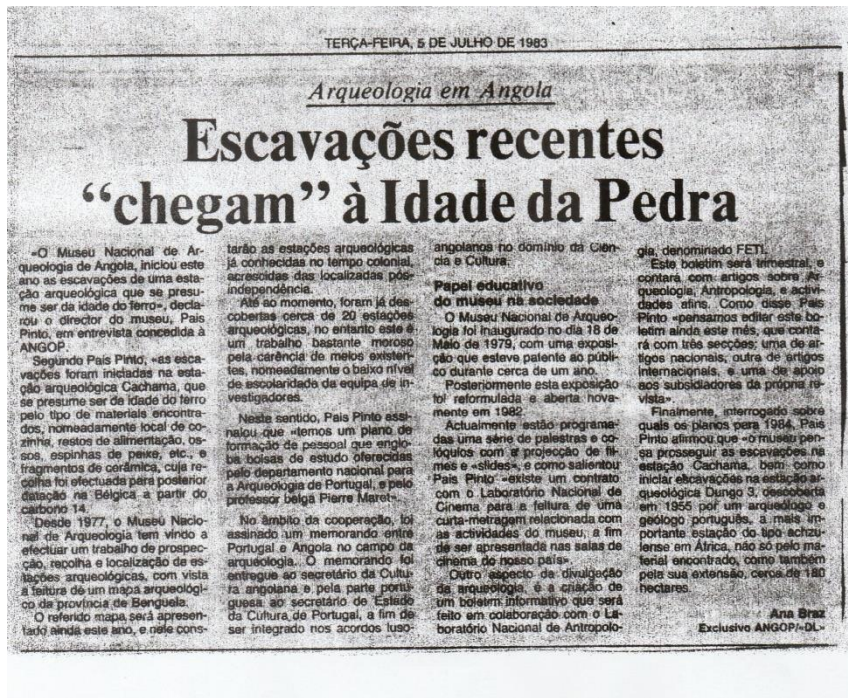 TERÇA-FEIRA, 5 DE JULHO DE 1983
Arqueologia em Angola
Escavações recentes
“chegam” à Idade da Pedra
«O Museu Nacional de Ar-
queologia de Angola, iniciou este
ano as escavações de uma esta-
ção arqueológica que se presu-
me ser da idade do ferro», decla-
rou o director do museu, Pais
Pinto, em entrevista concedida à
ANGOP.
Segundo Pais Pinto, «as esca-
vações foram iniciadas na esta-
ção arqueológica Cachama, que
se presume ser de idade do ferro
pelo tipo de materiais encontra-
dos, nomeadamente local de co-
zinha, restos de alimentação, os-
sos, espinhas de peixe, etc., e
fragmentos de cerâmica, cuja re-
colha foi efectuada para posterior
datação na Bélgica a partir do
carbono 14.
Desde 1977, o Museu Nacio-
nal de Arqueologia tem vindo a
efectuar um trabalho de prospec-
ção, recolha e localização de es-
tações arqueológicas, com vista
à feitura de um mapa arqueológi-
co da província de Benguela.
O referido mapa será apresen-
tado ainda este ano, e nele cons-
tarão as estações arqueológicas
já conhecidas no tempo colonial,
acrescidas das localizadas pós-
independência.
Até ao momento, foram já des-
cobertas cerca de 20 estações
arqueológicas, no entanto este é
um trabalho bastante moroso
pela carência de meios existen-
tes, nomeadamente o baixo nível
de escolaridade da equipa de in-
vestigadores.
Neste sentido, Pais Pinto assi-
nalou que «temos um plano de
formação de pessoal que englo-
ba bolsas de estudo oferecidas
pelo departamento nacional para
a Arqueologia de Portugal, e pelo
professor belga Pierre Maret».
No âmbito da cooperação, foi
assinado um memorando entre
Portugal e Angola no campo da
arqueologia. O memorando foi
entregue ao secretário da Cultu-
ra angolana e pela parte portu-
guesa ao secretário de Estado
da Cultura de Portugal, a fim de
ser integrado nos acordos luso-
angolanos no domínio da Ciên-
cia e Cultura.
Papel educativo
do museu na sociedade
O Museu Nacional de Arqueo-
logia foi inaugurado no dia 18 de
Maio de 1979, com uma exposi-
ção que esteve patente ao públi-
co durante cerca de um ano.
Posteriormente esta exposição
foi reformulada e aberta nova-
mente em 1982.
Actualmente estão programa-
das uma série de palestras e co-
lóquios com a projecção de fil-
mes e «slides», e como salientou
Pais Pinto «existe um contrato
com o Laboratório Nacional de
Cinema para a feitura de uma
curta-metragem relacionada com
as actividades do museu, a fim
de ser apresentada nas salas de
cinema do nosso país».
Outro aspecto da divulgação
da arqueologia, é a criação de
um boletim informativo que será
feito em colaboração com o La-
boratório Nacional de Antropolo-
gia, denominado FETI.
Este boletim será trimestral, e
contará com artigos sobre Ar-
queologia, Antropologia, e activi-
dades afins. Como disse Pais
Pinto «pensamos editar este bo-
letim ainda este mês, que conta-
rá com três secções; uma de ar-
tigos nacionais, outra de artigos
internacionais, e uma de apoio
aos subsidiadores da própria re-
vista».
Finalmente, interrogado sobre
quais os planos para 1984, Pais
Pinto afirmou que «o museu pen-
sa prosseguir as escavações na
estação Cachama, bem como
iniciar escavações na estação ar-
queológica Dungo 3, descoberta
em 1955 por um arqueólogo e
geólogo português, a mais im-
portante estação do tipo achzu-
lense em África, não só pelo ma-
terial encontrado, como também
pela sua extensão, cerca de 180
hectares.
Ana Braz
Exclusivo ANGOP/«DL»